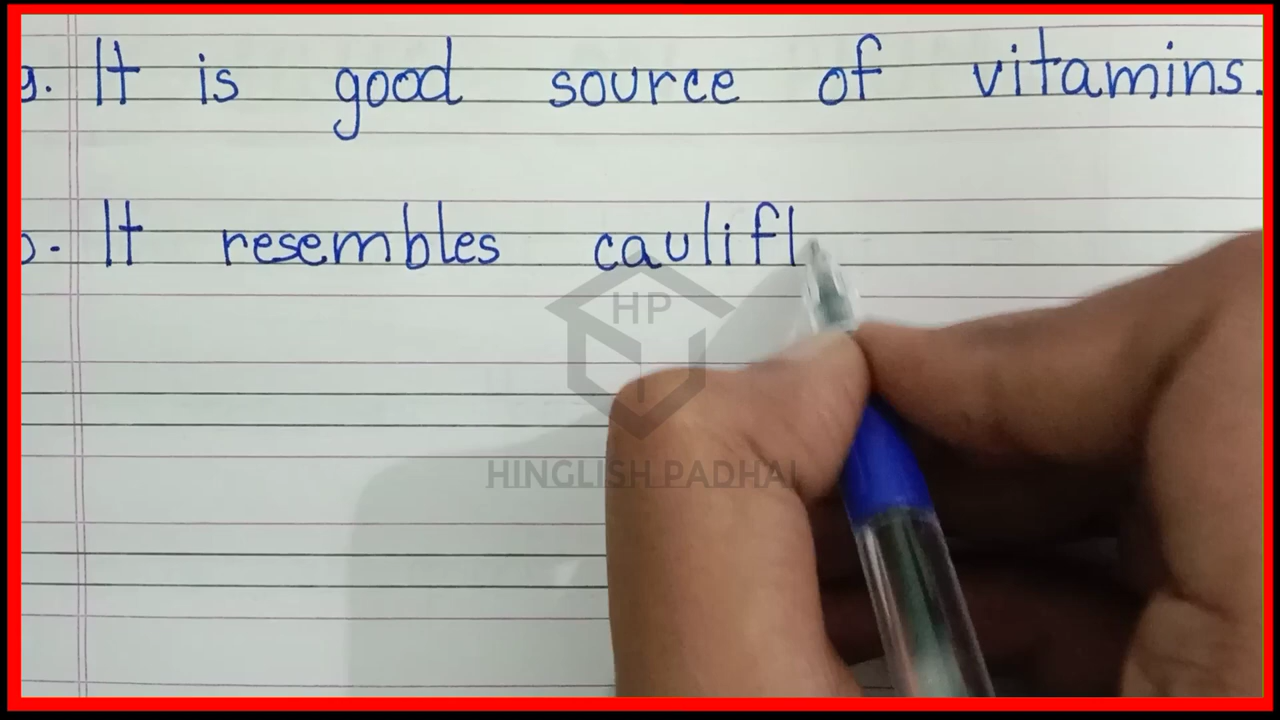 9. It is good source of vitamins.
0. It resembles caulifl
HP
HINGLISH PADHAI